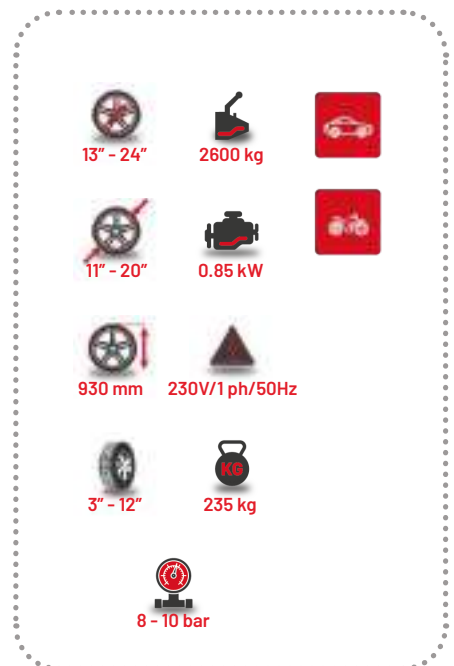 13” - 24”
2600 kg
11” - 20”
0.85 kW
930 mm
230V/1 ph/50Hz
3” - 12”
KG
235 kg
8 - 10 bar